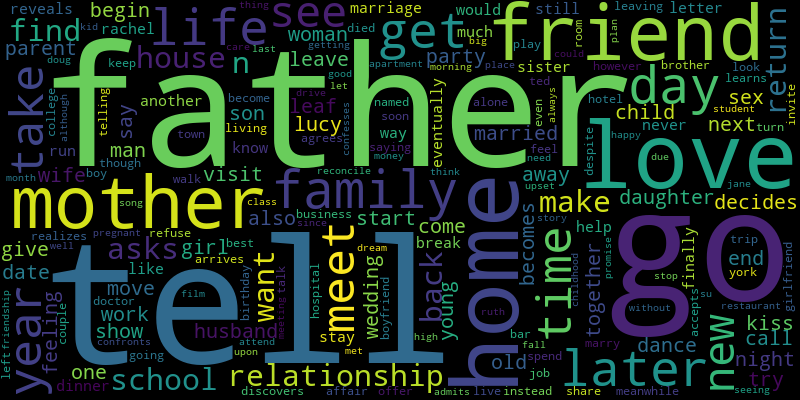 reveals
begin
life
see
marriage
would
still
leaving
letter
thing
kid
rachel
find
parent
doug
keep
another
house
n
last
woman
leave
get
died
much
big
party
play
friend
room
plan
return
father
however
brother
look
learns
take
college
although
telling
say
son
become
care
getting
apartment
morning
place
could
good
let
drive
named
alone
sister
ted
even
always
hotel
day
child
sex
student
invite
never
next
turn
town
living
lucy
leaf
confesses
soon
way
married
feel
need
despite
love
happy
run
man
though
know
agrees
saying
money
eventually
away
upset
due
jane
month
boy
wife
walk
visit
reconcile
think
mother
song
class
family
daughter
decides
make
tell
go
home
realizes
well
pregnant
refuse
also
business
since
start
come
break
becomes
story
help
end
trip
york
finally
girlfriend
give
asks
girl
best
arrives
want
meet
dream
wedding
back
ruth
time
childhood
together
promise
stop
date
like
move
doctor
work
show
birthday
talk
meeting
hospital
boyfriend
young
without
accepts
su
restaurant
year
feeling
couple
film
husband
confronts
going
upon
attend
stay
met
high
bar
fall
marry
dance
new
kiss
call
night
left
friendship
one
dinner
school
relationship
old
spend
job
later
try
seeing
discovers
affair
offer
admits
live
instead
share
meanwhile